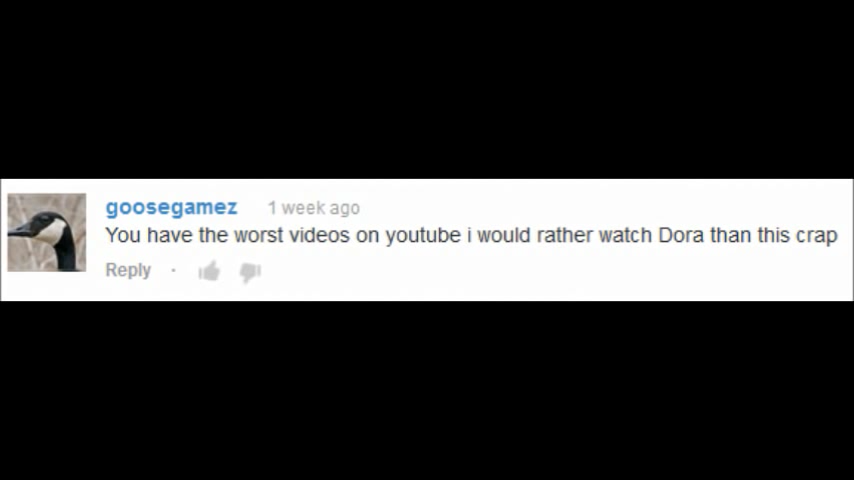 goosegamez 1 week ago
You have the worst videos on youtube i would rather watch Dora than this crap
Reply ·